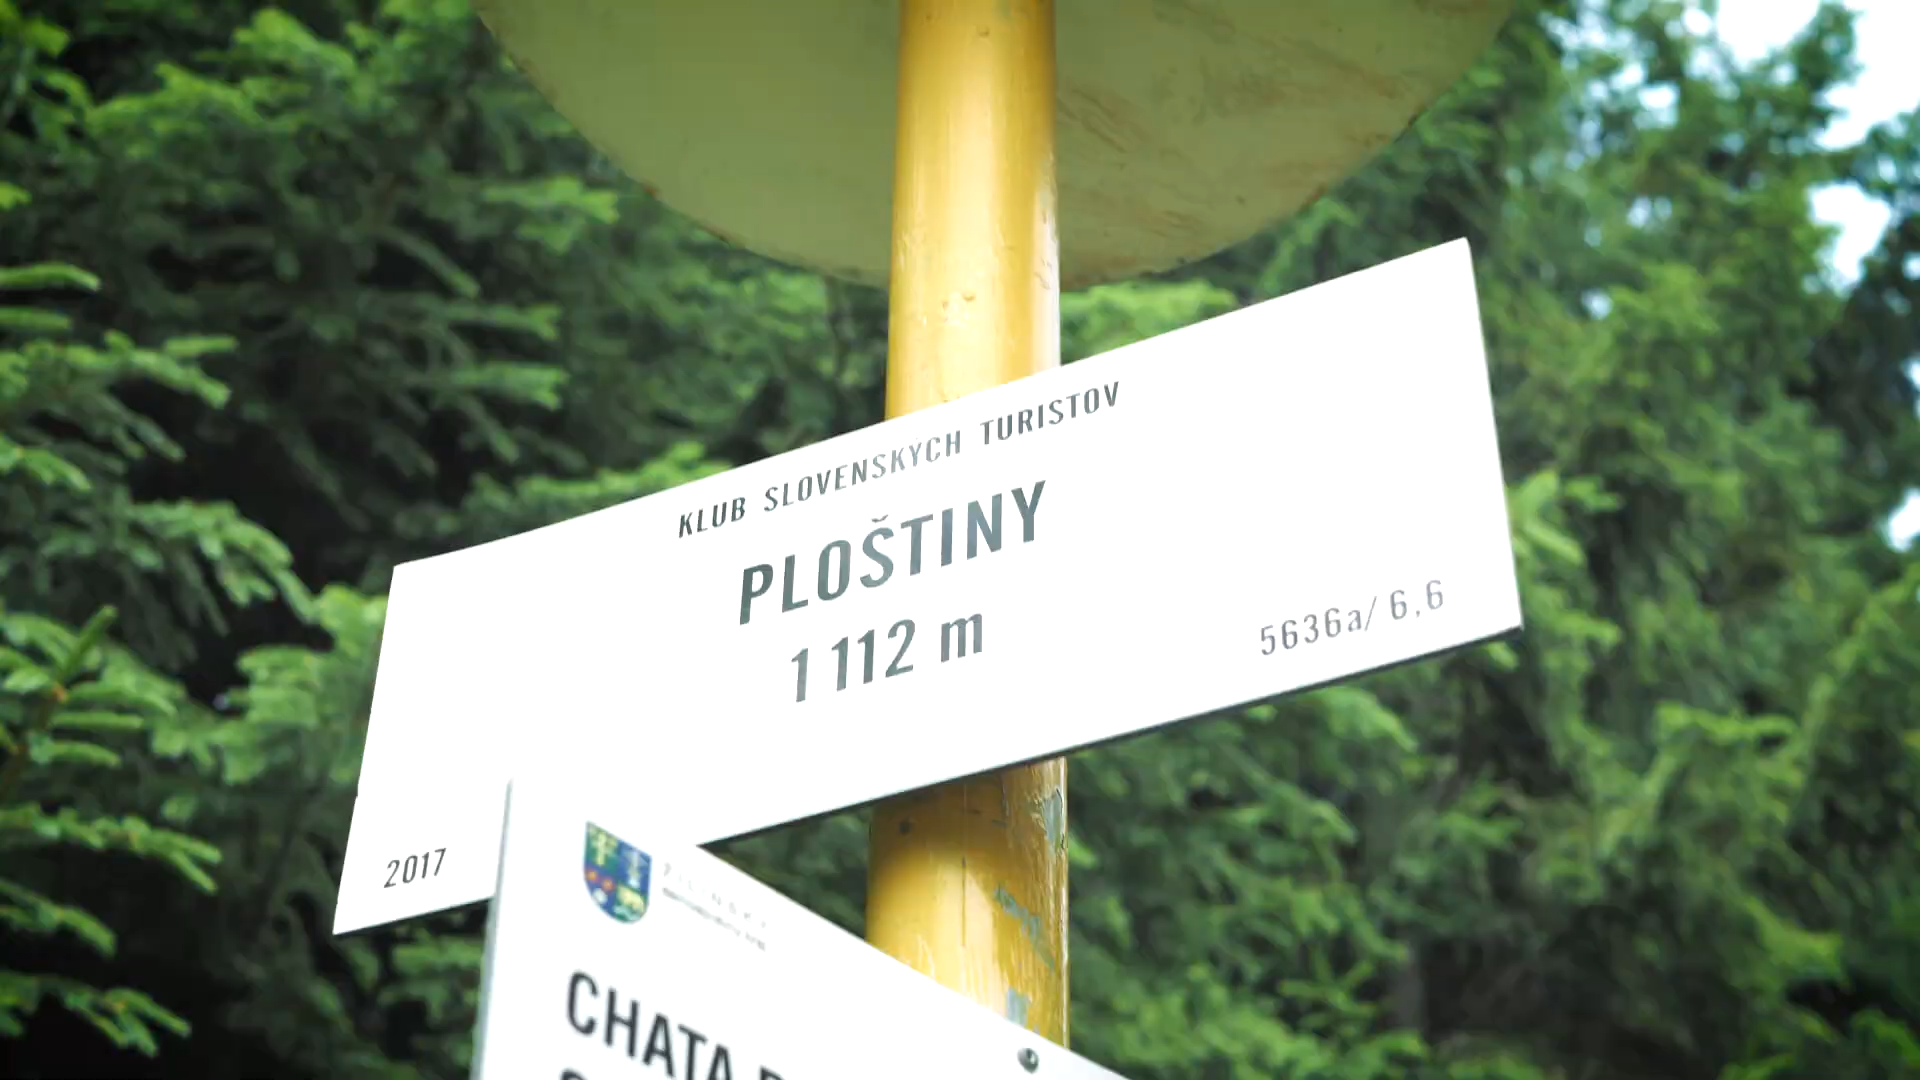 KLUB SLOVENSKYCH TURISTOV
PLOŠTINY
1 112 m
5636a/ 6,6
2017
CHATA